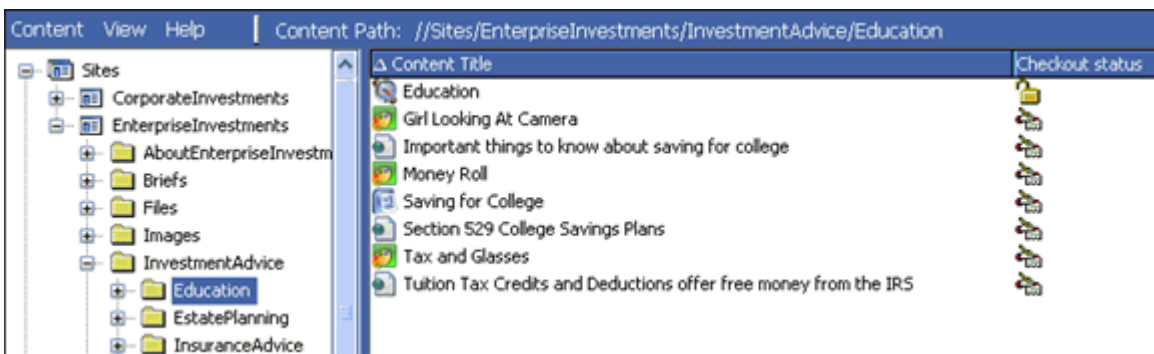 Content View Help Content Path: //Sites/EnterpriseInvestments/InvestmentAdvice/Education
Sites
CorporateInvestments
EnterpriseInvestments
AboutEnterpriseInvestm
Briefs
Files
Images
InvestmentAdvice
Education
EstatePlanning
InsuranceAdvice
Content Title Checkout status
Education
Girl Looking At Camera
Important things to know about saving for college
Money Roll
Saving for College
Section 529 College Savings Plans
Tax and Glasses
Tuition Tax Credits and Deductions offer free money from the IRS